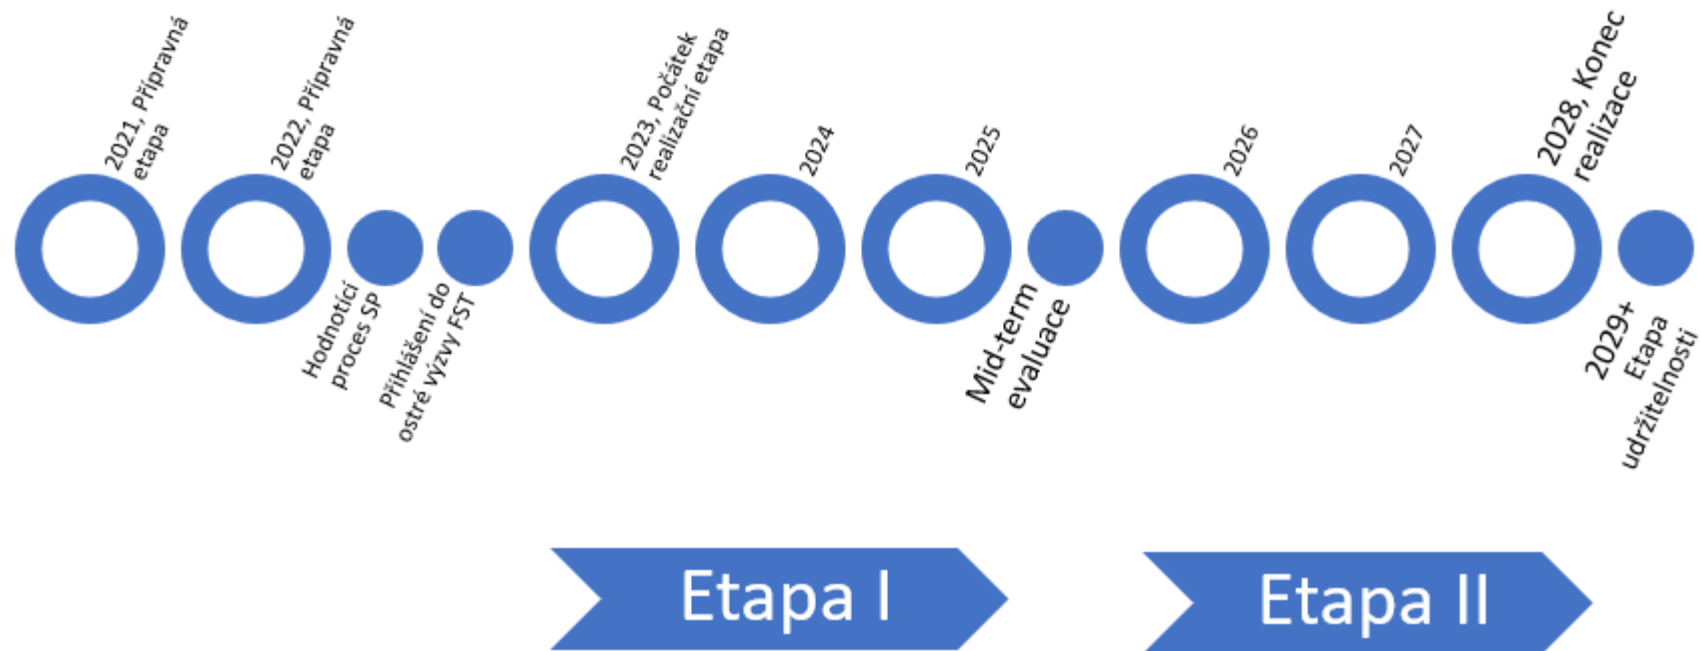 2021, Přípravná
etapa
2022, Přípravná
etapa
Hodnotící
proces SP
Přihlášení do
ostré výzvy FST
2023, Počátek
realizační etapa
2024
2025
Mid-term
evaluace
2026
2027
2028, Konec
realizace
2029+
Etapa
udržitelnosti
Etapa I
Etapa II